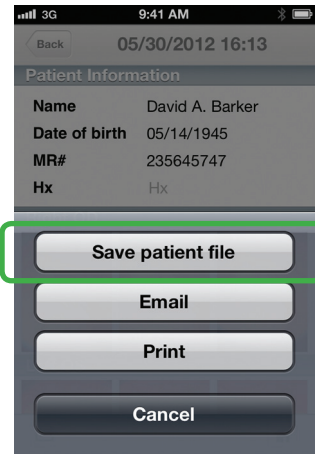 3G 9:41 AM
Back 05/30/2012 16:13
Patient Information
Name David A. Barker
Date of birth 05/14/1945
MR# 235645747
Hx Hx
Save patient file
Email
Print
Cancel